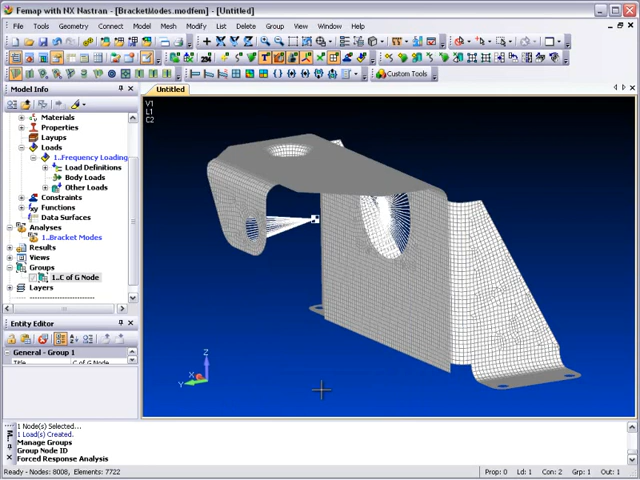 Femap with NX Nastran - [BracketModes.modfem] - [Untitled]
File Tools Geometry Connect Model Mesh Modify List Delete Group View Window Help
Custom Tools
Model Info
Untitled
V1
L1
C2
Materials
Properties
Layups
Loads
1..Frequency Loading
Load Definitions
Body Loads
Other Loads
Constraints
Functions
Data Surfaces
Analyses
1..Bracket Modes
Results
Views
Groups
1..C of G Node
Layers
Entity Editor
General - Group 1
Title C of G Node
Z
X
Y
1 Node(s) Selected...
1 Load(s) Created.
Manage Groups
Group Node ID
Forced Response Analysis
Ready - Nodes: 8008, Elements: 7722
Prop: 0 Ld: 1 Con: 2 Grp: 1 Out: 1